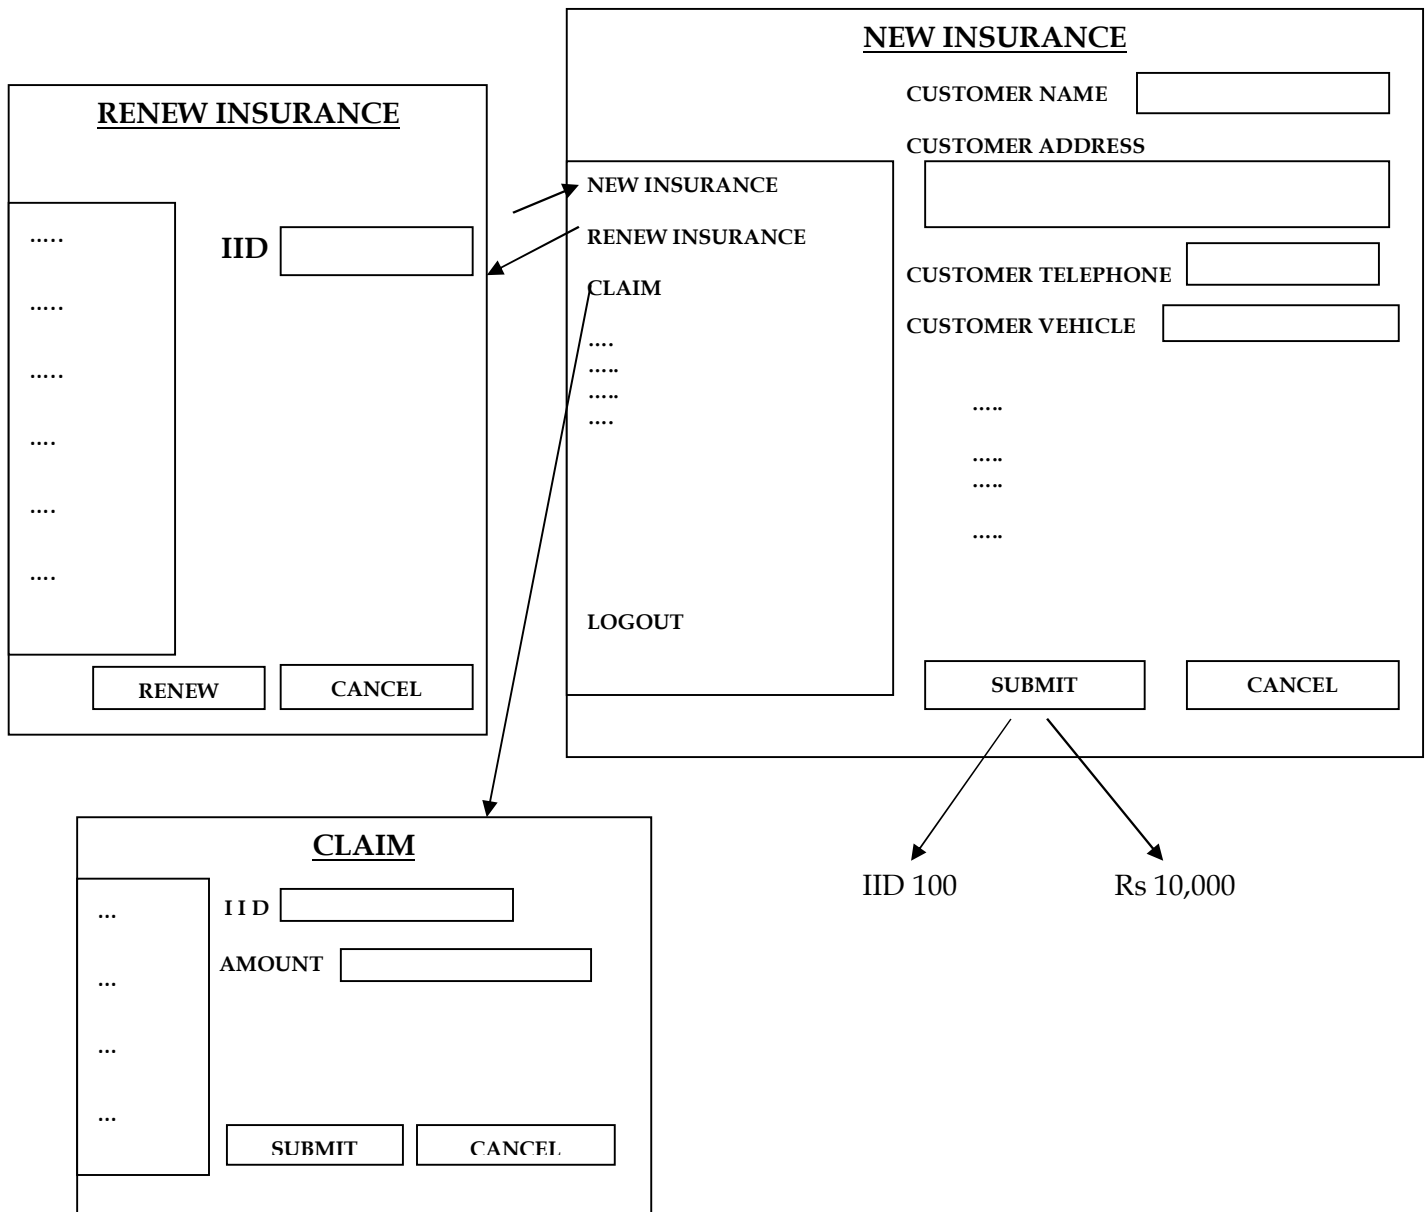 RENEW INSURANCE
.....
.....
.....
....
....
....
IID
RENEW
CANCEL
NEW INSURANCE
NEW INSURANCE
RENEW INSURANCE
CLAIM
....
.....
.....
....
LOGOUT
CUSTOMER NAME
CUSTOMER ADDRESS
CUSTOMER TELEPHONE
CUSTOMER VEHICLE
.....
.....
.....
.....
SUBMIT
CANCEL
IID 100
Rs 10,000
CLAIM
...
...
...
...
I I D
AMOUNT
SUBMIT
CANCEL